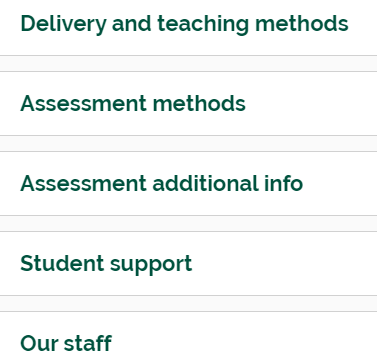 Delivery and teaching methods
Assessment methods
Assessment additional info
Student support
Our staff